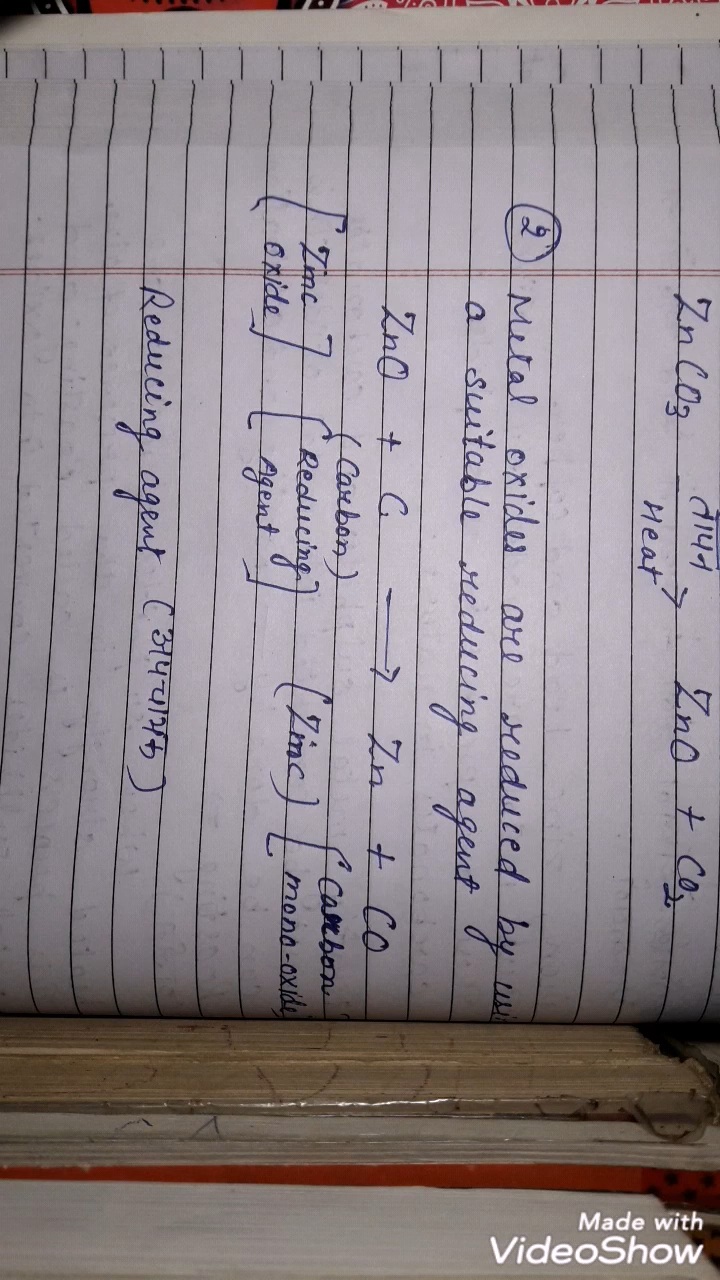 ताप
ZnCO3 → ZnO + CO2
Heat
② Metal oxides are reduced by usi
a suitable reducing agent
ZnO + C → Zn + CO
(Carbon)
[Zinc oxide] [Reducing Agent] (Zinc) [Carbon mono-oxide
Reducing agent (अपचायक)
Made with
VideoShow